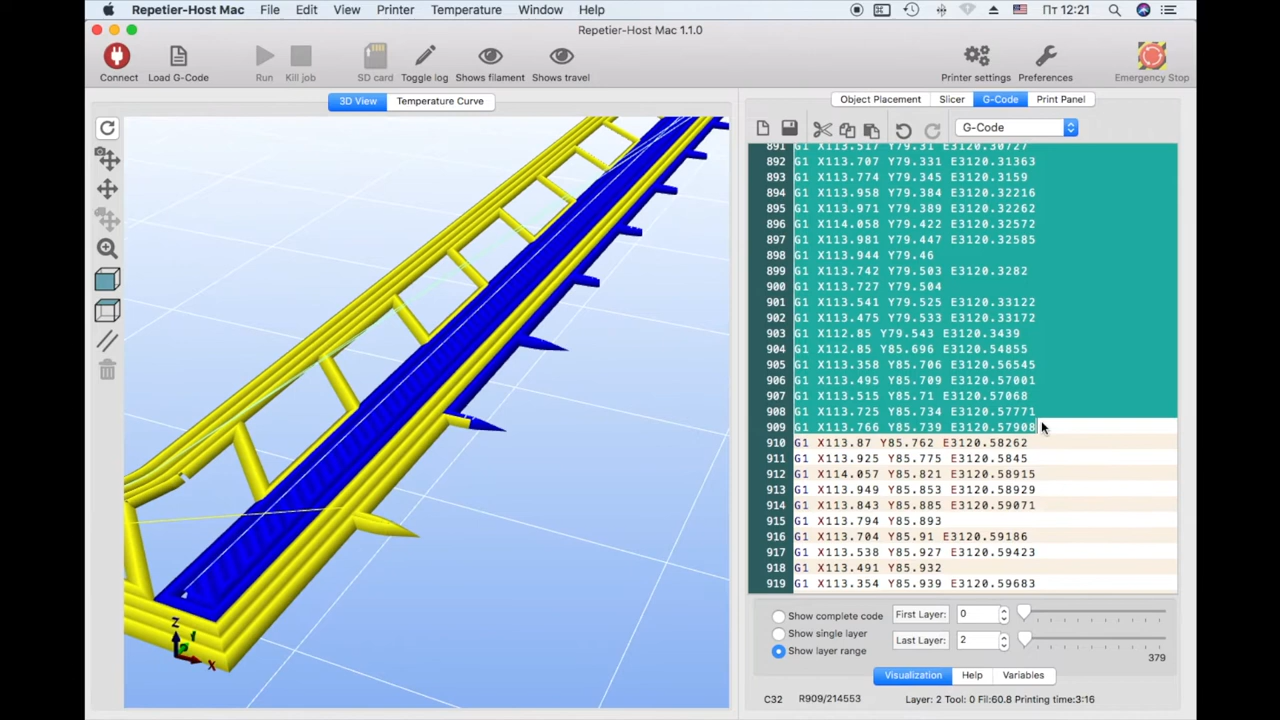 Repetier-Host Mac File Edit View Printer Temperature Window Help Пт 12:21
Repetier-Host Mac 1.1.0
Connect Load G-Code Run Kill job SD card Toggle log Shows filament Shows travel Printer settings Preferences Emergency Stop
3D View Temperature Curve
Object Placement Slicer G-Code Print Panel
G-Code
891 G1 X113.517 Y79.31 E3120.30727
892 G1 X113.707 Y79.331 E3120.31363
893 G1 X113.774 Y79.345 E3120.3159
894 G1 X113.958 Y79.384 E3120.32216
895 G1 X113.971 Y79.389 E3120.32262
896 G1 X114.058 Y79.422 E3120.32572
897 G1 X113.981 Y79.447 E3120.32585
898 G1 X113.944 Y79.46
899 G1 X113.742 Y79.503 E3120.3282
900 G1 X113.727 Y79.504
901 G1 X113.541 Y79.525 E3120.33122
902 G1 X113.475 Y79.533 E3120.33172
903 G1 X112.85 Y79.543 E3120.3439
904 G1 X112.85 Y85.696 E3120.54855
905 G1 X113.358 Y85.706 E3120.56545
906 G1 X113.495 Y85.709 E3120.57001
907 G1 X113.515 Y85.71 E3120.57068
908 G1 X113.725 Y85.734 E3120.57771
909 G1 X113.766 Y85.739 E3120.57908
910 G1 X113.87 Y85.762 E3120.58262
911 G1 X113.925 Y85.775 E3120.5845
912 G1 X114.057 Y85.821 E3120.58915
913 G1 X113.949 Y85.853 E3120.58929
914 G1 X113.843 Y85.885 E3120.59071
915 G1 X113.794 Y85.893
916 G1 X113.704 Y85.91 E3120.59186
917 G1 X113.538 Y85.927 E3120.59423
918 G1 X113.491 Y85.932
919 G1 X113.354 Y85.939 E3120.59683
Z
Y
X
Show complete code First Layer: 0
Show single layer
Show layer range Last Layer: 2
379
Visualization Help Variables
C32 R909/214553 Layer: 2 Tool: 0 Fil:60.8 Printing time:3:16